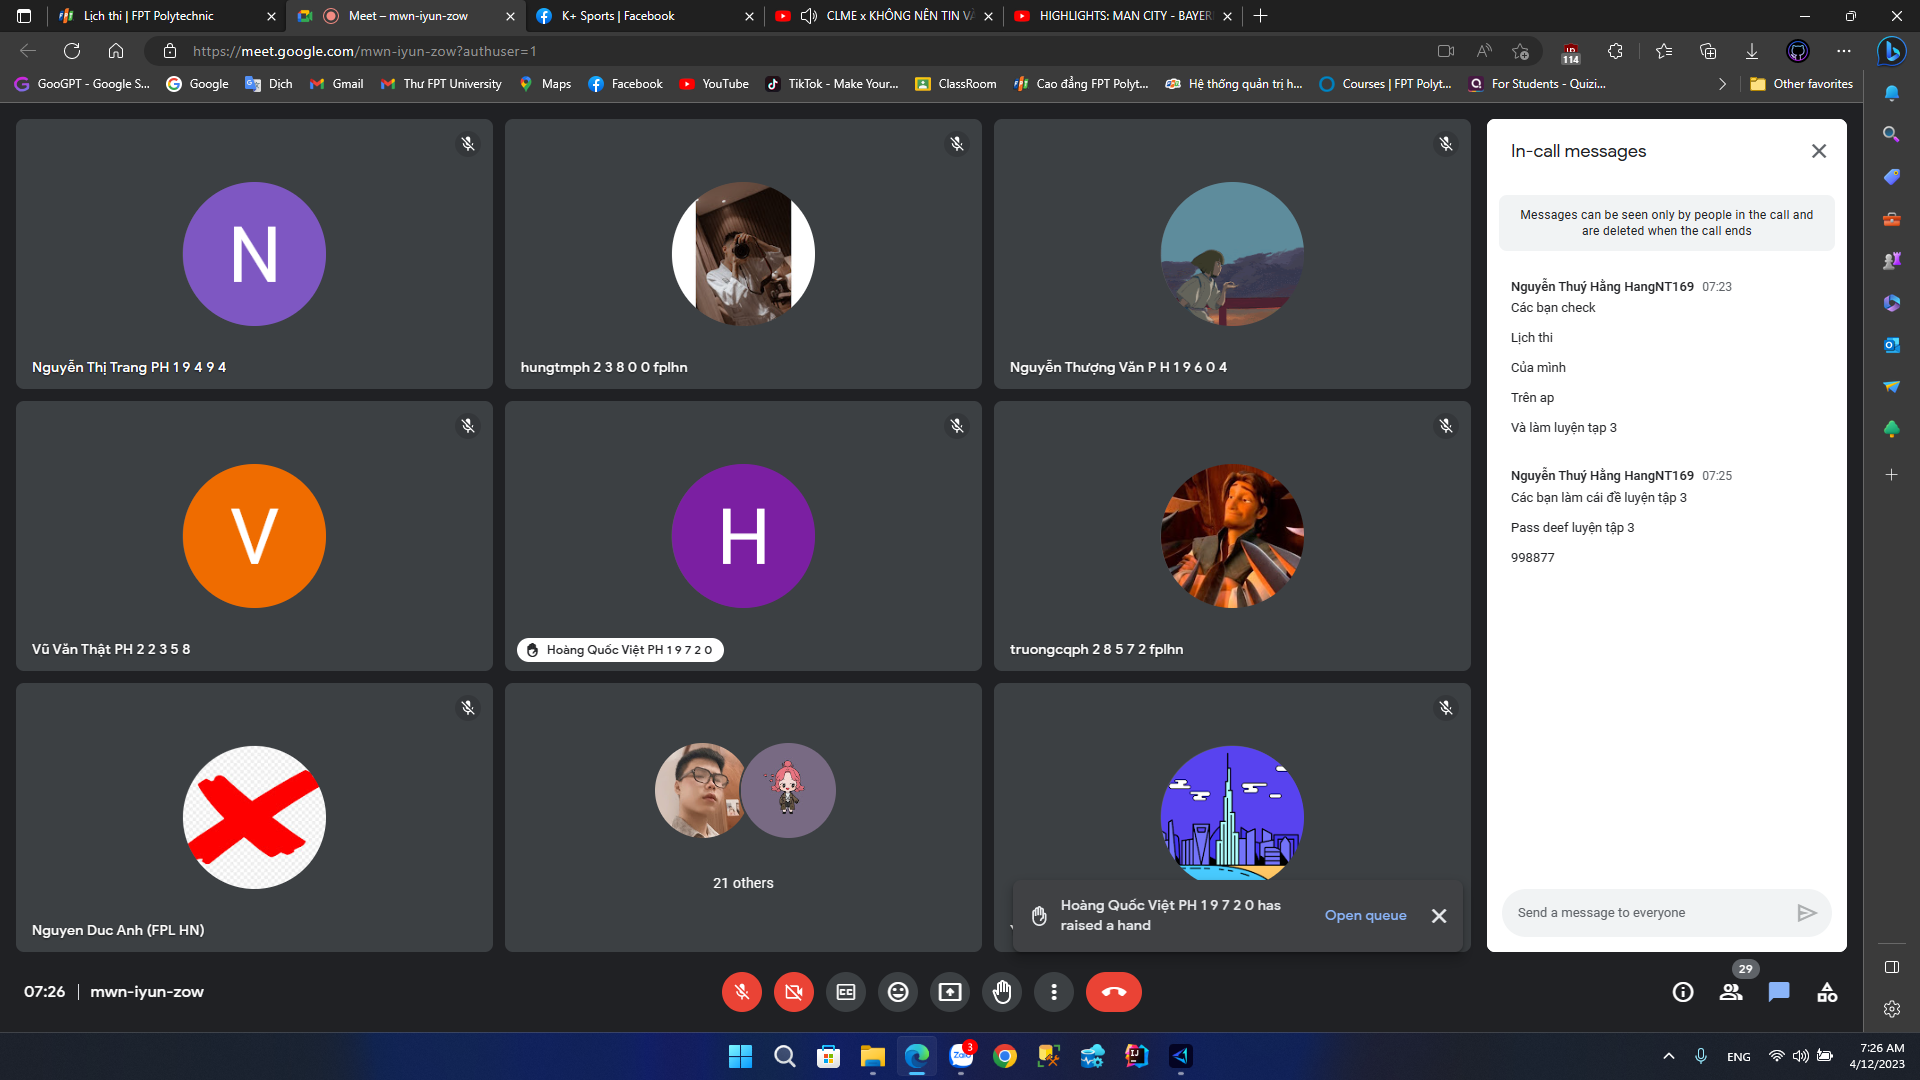 Lịch thi | FPT Polytechnic
Meet – mwn-iyun-zow
K+ Sports | Facebook
CLME x KHÔNG NÊN TIN V
HIGHLIGHTS: MAN CITY - BAYER
https://meet.google.com/mwn-iyun-zow?authuser=1
114
GooGPT - Google S...
Google
Dịch
Gmail
Thư FPT University
Maps
Facebook
YouTube
TikTok - Make Your...
ClassRoom
Cao đẳng FPT Polyt...
Hệ thống quản trị h...
Courses | FPT Polyt...
For Students - Quizi...
Other favorites
N
Nguyễn Thị Trang PH 1 9 4 9 4
hungtmph 2 3 8 0 0 fplhn
Nguyễn Thượng Văn P H 1 9 6 0 4
V
Vũ Văn Thật PH 2 2 3 5 8
H
Hoàng Quốc Việt PH 1 9 7 2 0
truongcqph 2 8 5 7 2 fplhn
Nguyen Duc Anh (FPL HN)
21 others
Hoàng Quốc Việt PH 1 9 7 2 0 has
raised a hand
Open queue
In-call messages
Messages can be seen only by people in the call and
are deleted when the call ends
Nguyễn Thuý Hằng HangNT169 07:23
Các bạn check
Lịch thi
Của mình
Trên ap
Và làm luyện tạp 3
Nguyễn Thuý Hằng HangNT169 07:25
Các bạn làm cái đề luyện tập 3
Pass deef luyện tập 3
998877
Send a message to everyone
07:26 | mwn-iyun-zow
29
Zalo
3
ENG
7:26 AM
4/12/2023